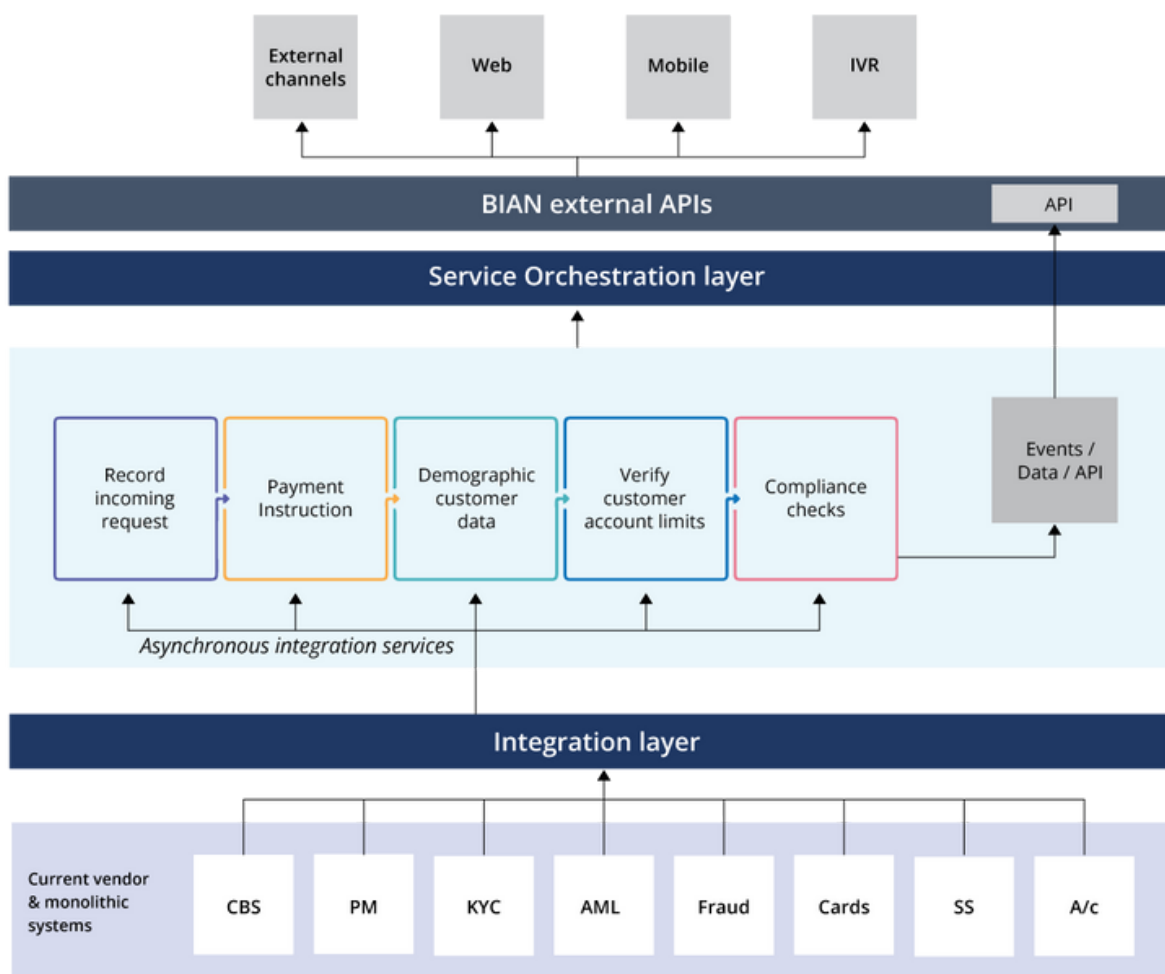 External
channels
Web
Mobile
IVR
BIAN external APIs
API
Service Orchestration layer
Record
incoming
request
Payment
Instruction
Demographic
customer
data
Verify
customer
account limits
Compliance
checks
Events /
Data / API
Asynchronous integration services
Integration layer
Current vendor
& monolithic
systems
CBS
PM
KYC
AML
Fraud
Cards
SS
A/c